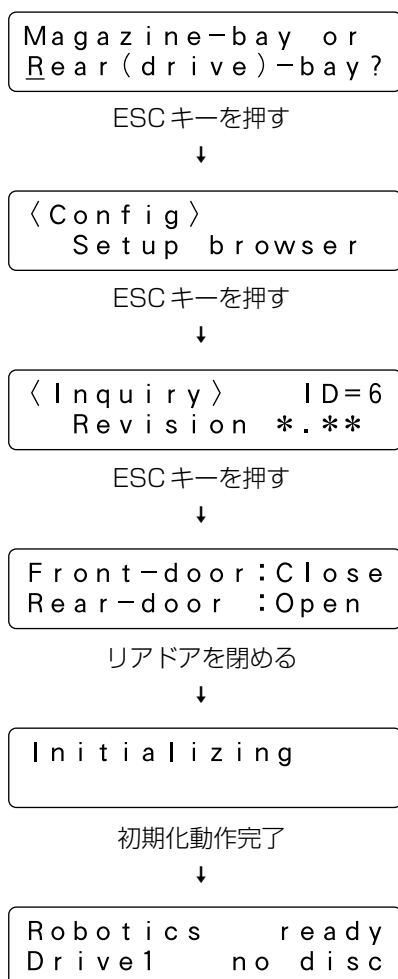 Magazine-bay or
Rear(drive)-bay?
ESCキーを押す
↓
〈Config〉
Setup browser
ESCキーを押す
↓
〈Inquiry〉 ID=6
Revision *.**
ESCキーを押す
↓
Front-door:Close
Rear-door :Open
リアドアを閉める
↓
Initializing
初期化動作完了
↓
Robotics ready
Drive1 no disc